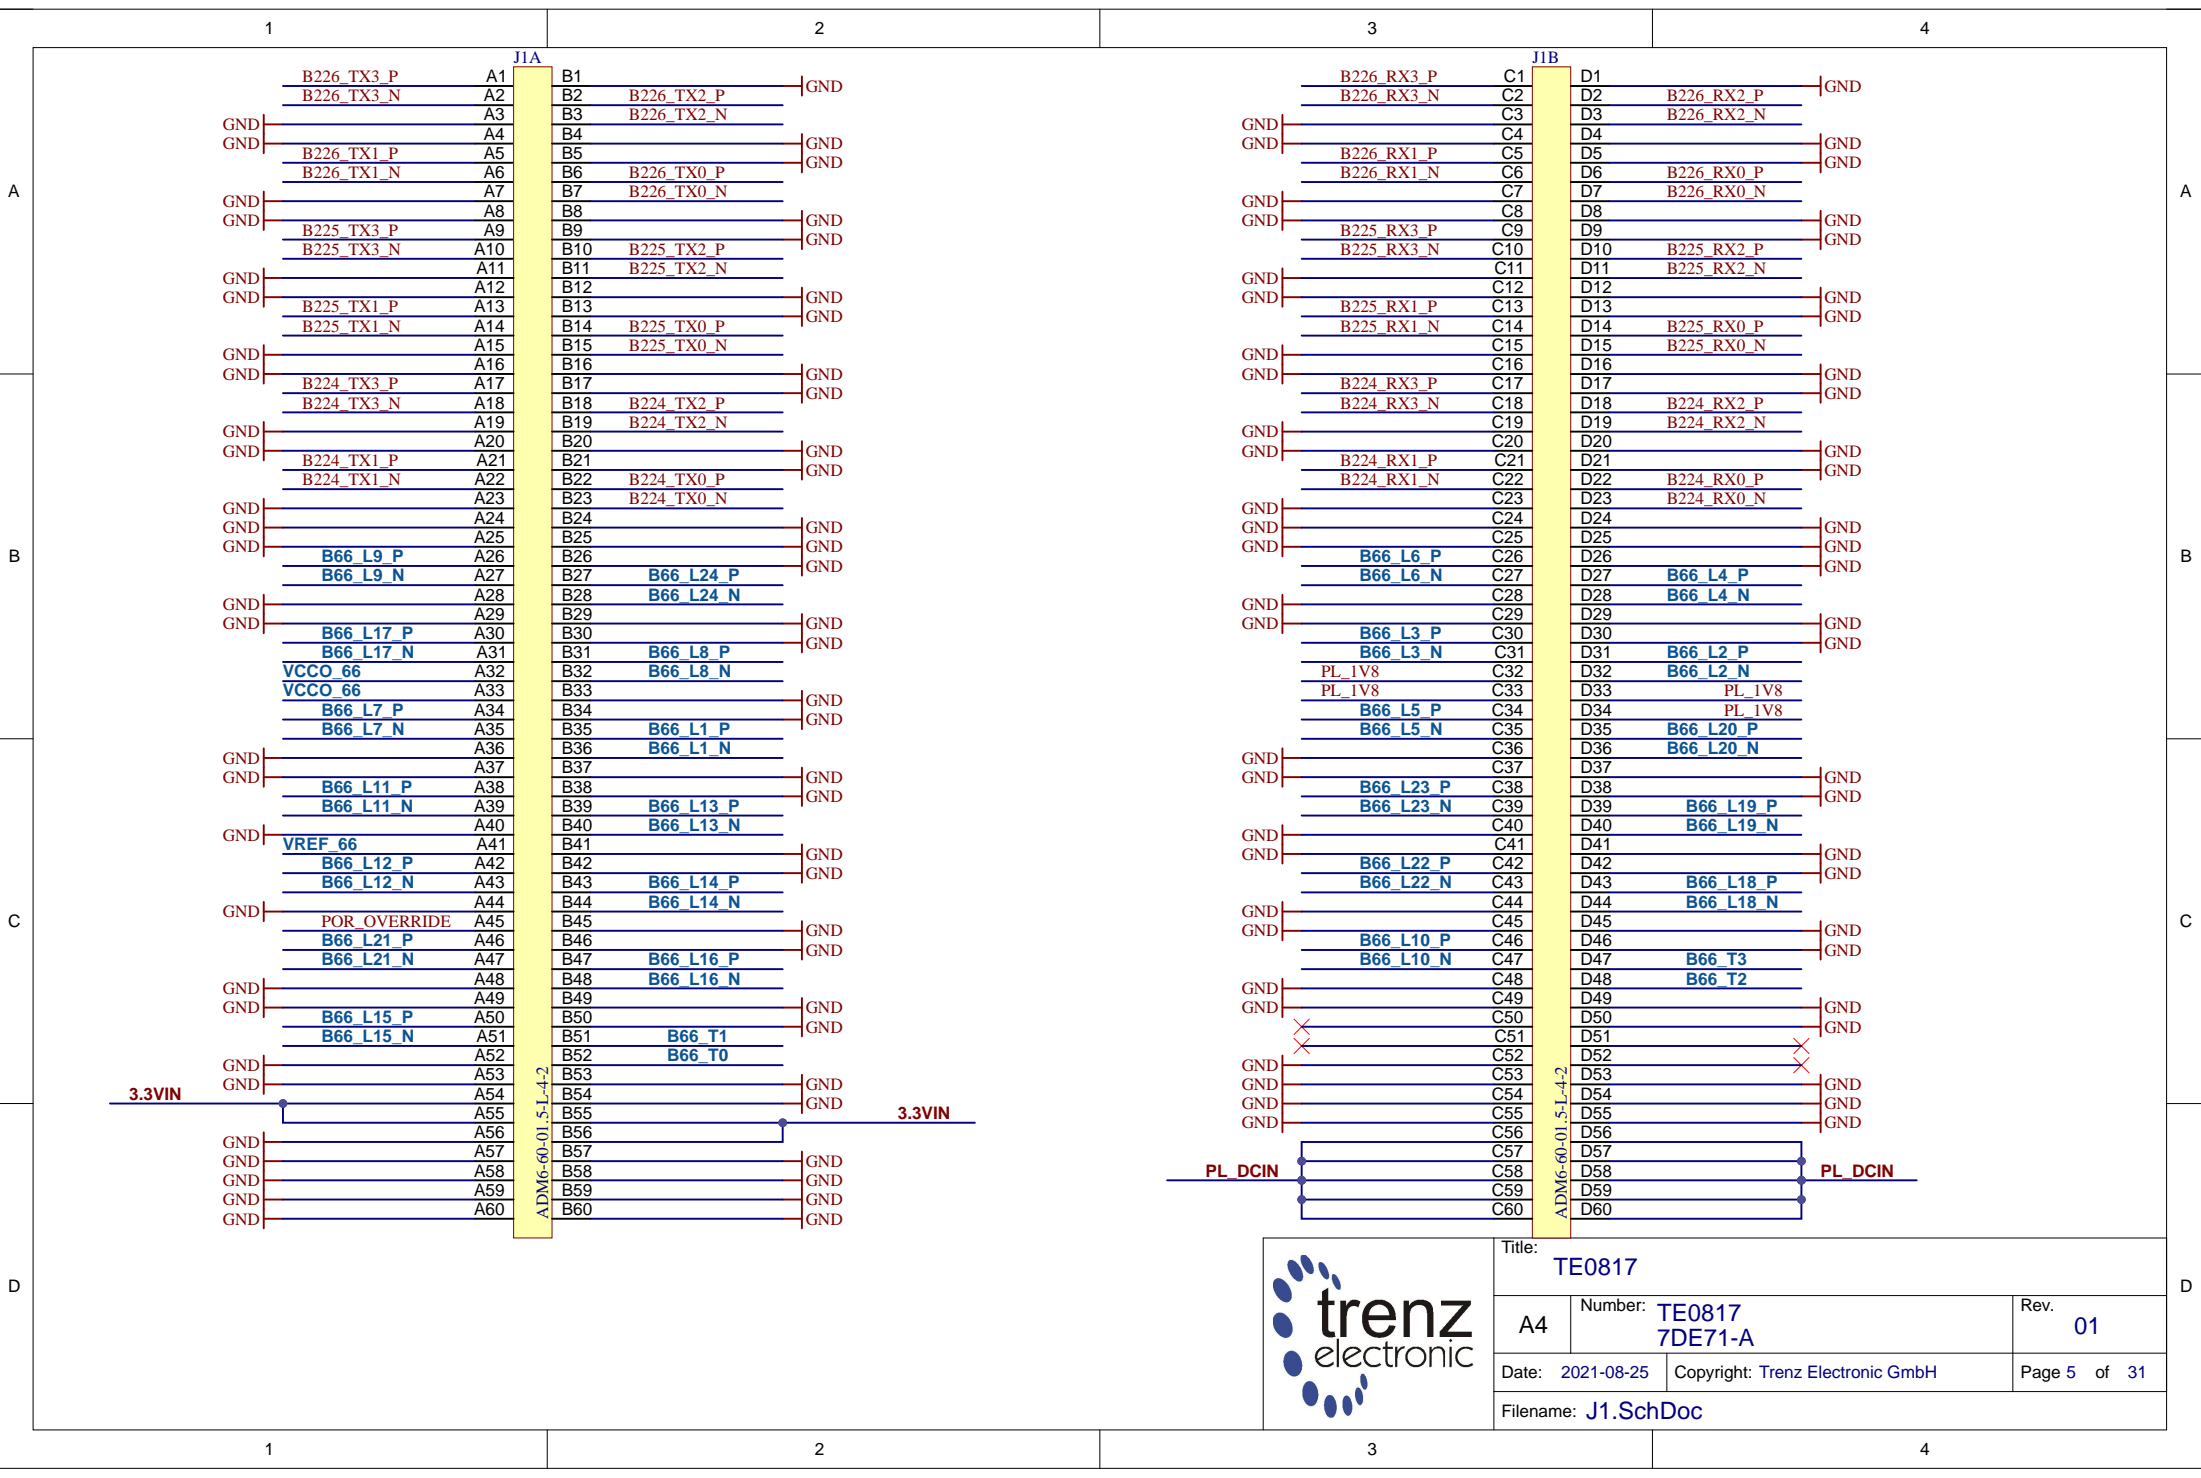 1 2 3 4
J1A J1B
B226_TX3_P A1 B1 GND B226_RX3_P C1 D1 GND
B226_TX3_N A2 B2 B226_TX2_P B226_RX3_N C2 D2 B226_RX2_P
GND A3 B3 B226_TX2_N GND C3 D3 B226_RX2_N
GND A4 B4 GND GND C4 D4 GND
B226_TX1_P A5 B5 GND B226_RX1_P C5 D5 GND
B226_TX1_N A6 B6 B226_TX0_P B226_RX1_N C6 D6 B226_RX0_P
A GND A7 B7 B226_TX0_N GND C7 D7 B226_RX0_N A
GND A8 B8 GND GND C8 D8 GND
B225_TX3_P A9 B9 GND B225_RX3_P C9 D9 GND
B225_TX3_N A10 B10 B225_TX2_P B225_RX3_N C10 D10 B225_RX2_P
GND A11 B11 B225_TX2_N GND C11 D11 B225_RX2_N
GND A12 B12 GND GND C12 D12 GND
B225_TX1_P A13 B13 GND B225_RX1_P C13 D13 GND
B225_TX1_N A14 B14 B225_TX0_P B225_RX1_N C14 D14 B225_RX0_P
GND A15 B15 B225_TX0_N GND C15 D15 B225_RX0_N
GND A16 B16 GND GND C16 D16 GND
B224_TX3_P A17 B17 GND B224_RX3_P C17 D17 GND
B224_TX3_N A18 B18 B224_TX2_P B224_RX3_N C18 D18 B224_RX2_P
GND A19 B19 B224_TX2_N GND C19 D19 B224_RX2_N
GND A20 B20 GND GND C20 D20 GND
B224_TX1_P A21 B21 GND B224_RX1_P C21 D21 GND
B224_TX1_N A22 B22 B224_TX0_P B224_RX1_N C22 D22 B224_RX0_P
GND A23 B23 B224_TX0_N GND C23 D23 B224_RX0_N
GND A24 B24 GND GND C24 D24 GND
GND A25 B25 GND GND C25 D25 GND
B B66_L9_P A26 B26 GND B66_L6_P C26 D26 GND B
B66_L9_N A27 B27 B66_L24_P B66_L6_N C27 D27 B66_L4_P
GND A28 B28 B66_L24_N GND C28 D28 B66_L4_N
GND A29 B29 GND GND C29 D29 GND
B66_L17_P A30 B30 GND B66_L3_P C30 D30 GND
B66_L17_N A31 B31 B66_L8_P B66_L3_N C31 D31 B66_L2_P
VCCO_66 A32 B32 B66_L8_N PL_1V8 C32 D32 B66_L2_N
VCCO_66 A33 B33 GND PL_1V8 C33 D33 PL_1V8
B66_L7_P A34 B34 GND B66_L5_P C34 D34 PL_1V8
B66_L7_N A35 B35 B66_L1_P B66_L5_N C35 D35 B66_L20_P
GND A36 B36 B66_L1_N GND C36 D36 B66_L20_N
GND A37 B37 GND GND C37 D37 GND
B66_L11_P A38 B38 GND B66_L23_P C38 D38 GND
B66_L11_N A39 B39 B66_L13_P B66_L23_N C39 D39 B66_L19_P
GND A40 B40 B66_L13_N GND C40 D40 B66_L19_N
VREF_66 A41 B41 GND GND C41 D41 GND
B66_L12_P A42 B42 GND B66_L22_P C42 D42 GND
B66_L12_N A43 B43 B66_L14_P B66_L22_N C43 D43 B66_L18_P
GND A44 B44 B66_L14_N GND C44 D44 B66_L18_N
C POR_OVERRIDE A45 B45 GND GND C45 D45 GND C
B66_L21_P A46 B46 GND B66_L10_P C46 D46 GND
B66_L21_N A47 B47 B66_L16_P B66_L10_N C47 D47 B66_T3
GND A48 B48 B66_L16_N GND C48 D48 B66_T2
GND A49 B49 GND GND C49 D49 GND
B66_L15_P A50 B50 GND C50 D50 GND
B66_L15_N A51 B51 B66_T1 C51 D51
GND A52 B52 B66_T0 GND C52 D52
GND A53 B53 GND GND C53 D53 GND
3.3VIN A54 B54 GND GND C54 D54 GND
A55 B55 3.3VIN GND C55 D55 GND
GND A56 B56 C56 D56
GND A57 B57 GND C57 D57
GND A58 B58 GND PL_DCIN C58 D58 PL_DCIN
GND A59 B59 GND C59 D59
GND A60 B60 GND C60 D60
ADM6-60-01.5-L-4-2 ADM6-60-01.5-L-4-2
D D
trenz
electronic
Title:
TE0817
A4 Number: TE0817
7DE71-A
Rev.
01
Date: 2021-08-25 Copyright: Trenz Electronic GmbH Page 5 of 31
Filename: J1.SchDoc
1 2 3 4